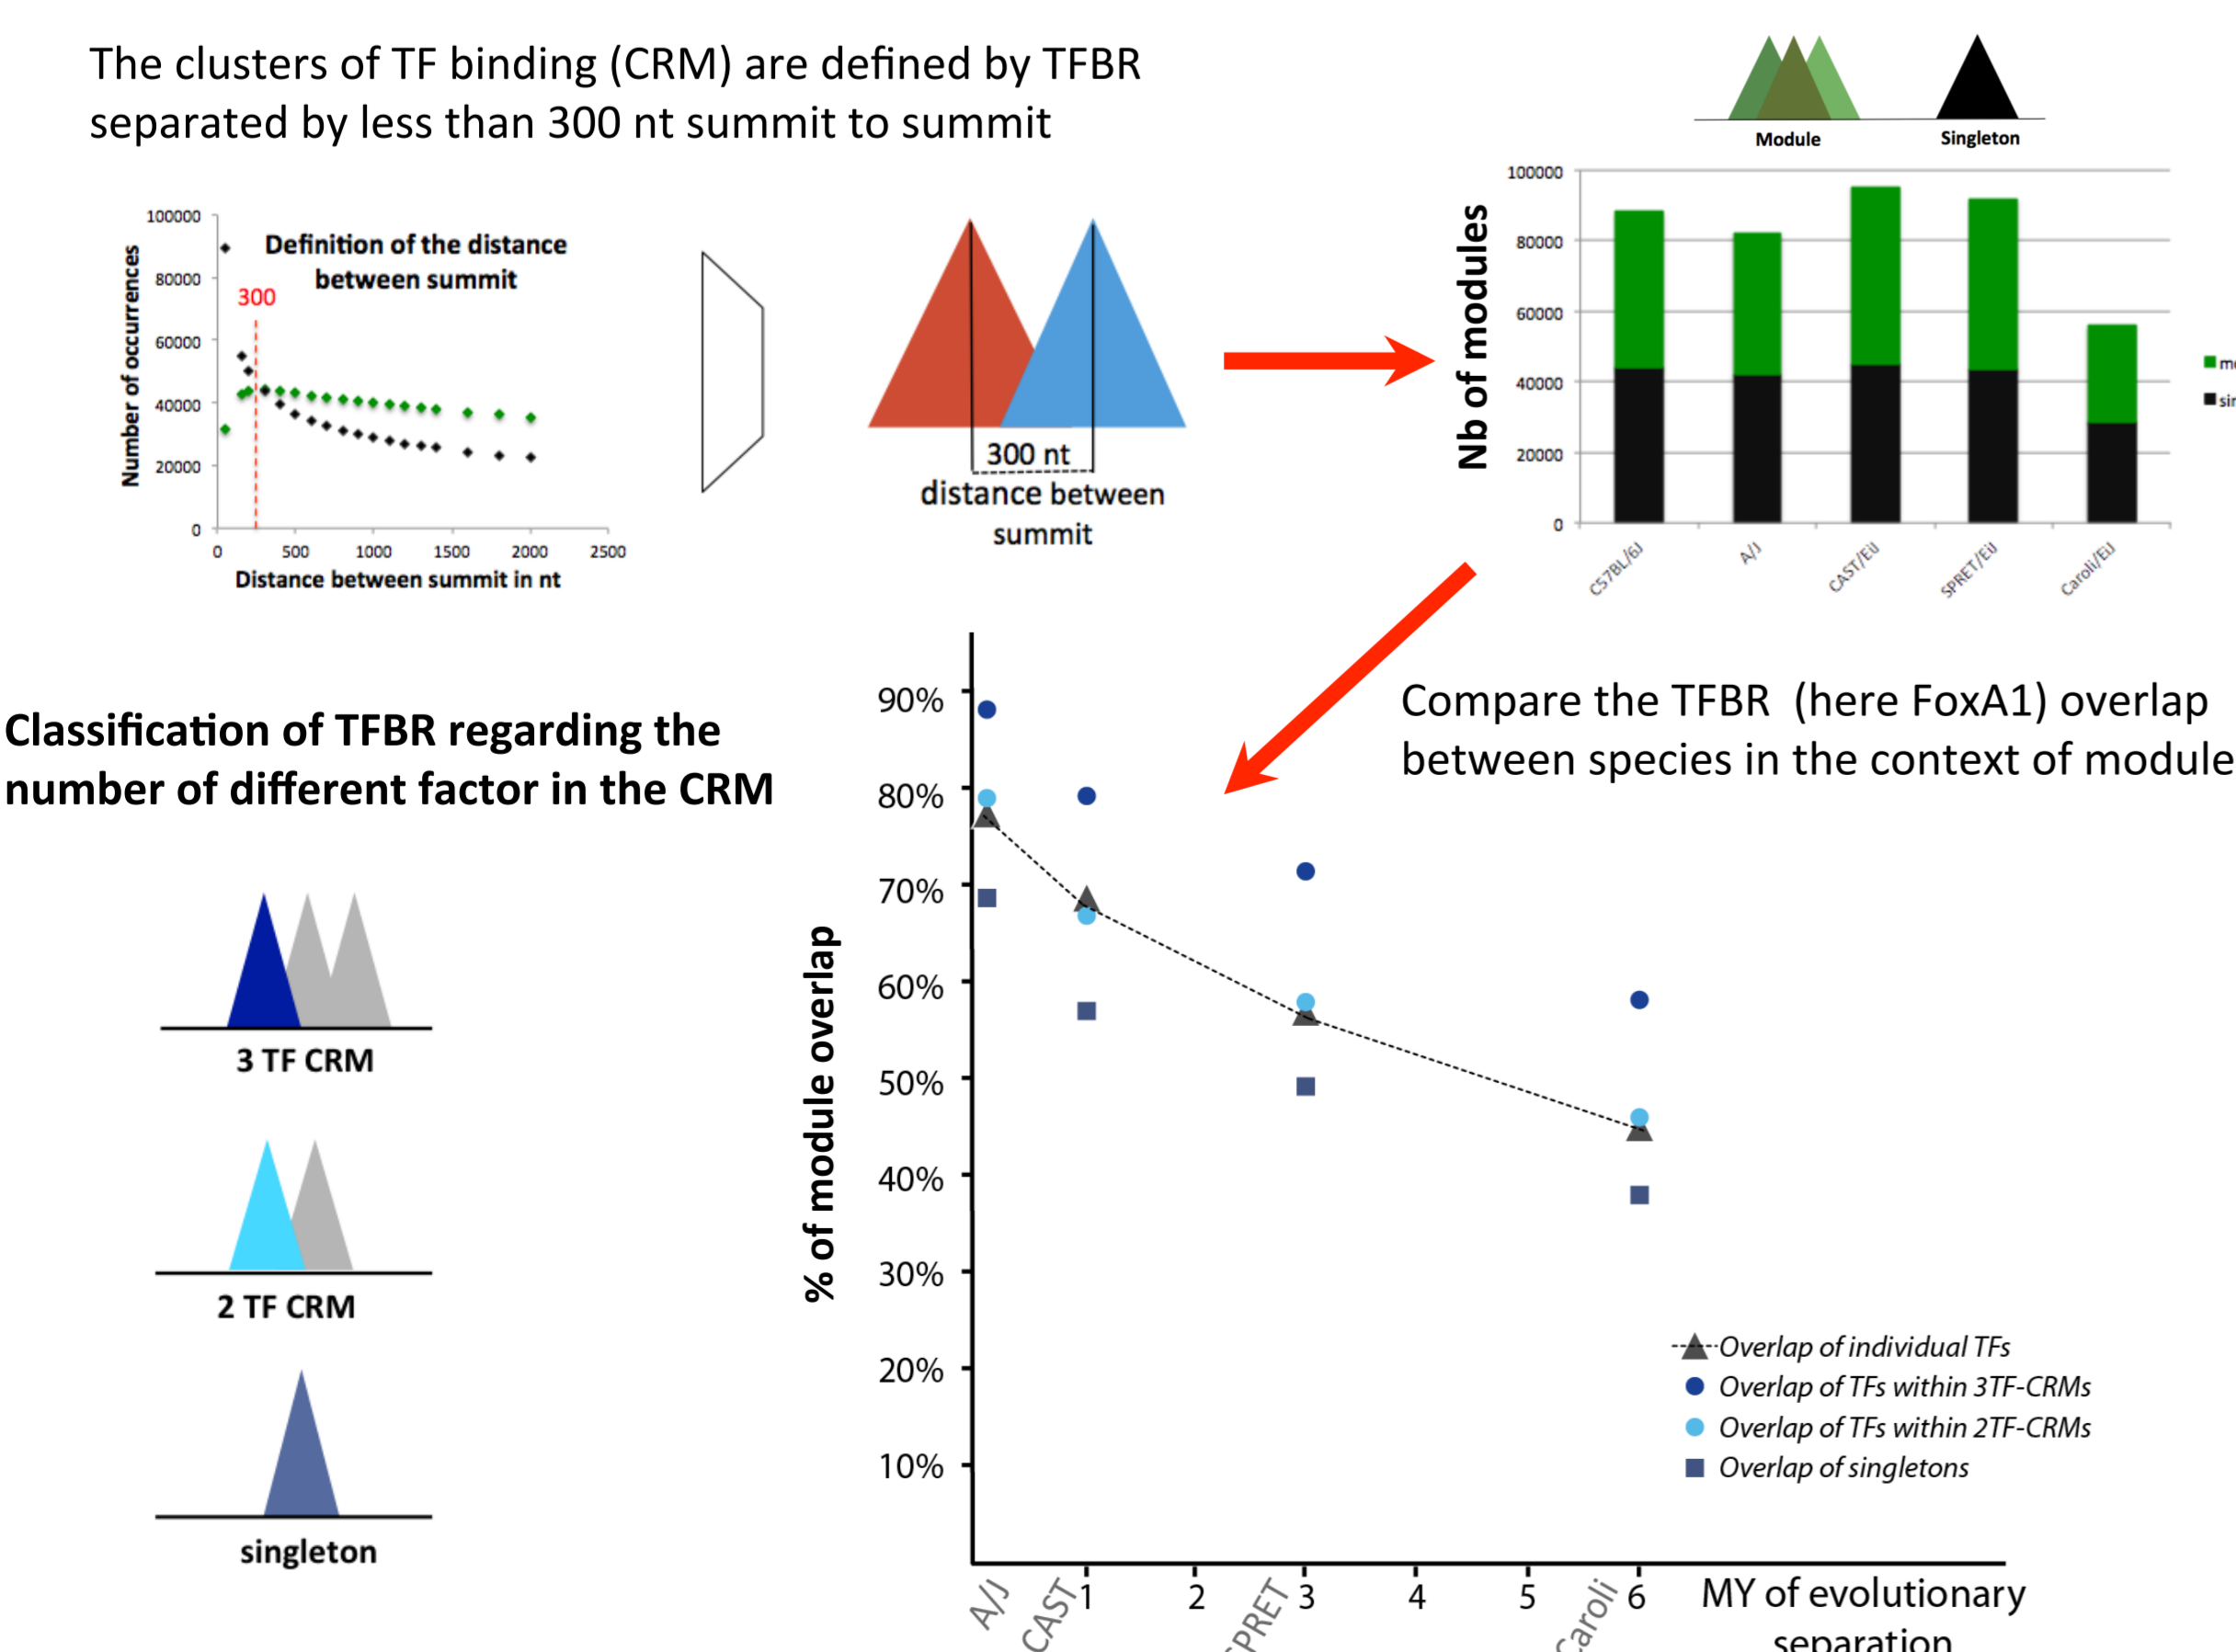 The clusters of TF binding (CRM) are defined by TFBR
separated by less than 300 nt summit to summit
Module
Singleton
Number of occurrences
100000
80000
60000
40000
20000
0
Definition of the distance
between summit
300
0 500 1000 1500 2000 2500
Distance between summit in nt
300 nt
distance between
summit
Nb of modules
100000
80000
60000
40000
20000
0
C57BL/6J
A/J
CAST/EiJ
SPRET/EiJ
Caroli/EiJ
Classification of TFBR regarding the
number of different factor in the CRM
3 TF CRM
2 TF CRM
singleton
Compare the TFBR (here FoxA1) overlap
between species in the context of module
% of module overlap
90%
80%
70%
60%
50%
40%
30%
20%
10%
Overlap of individual TFs
Overlap of TFs within 3TF-CRMs
Overlap of TFs within 2TF-CRMs
Overlap of singletons
A/J
CAST
SPRET
Caroli
1 2 3 4 5 6
MY of evolutionary
separation